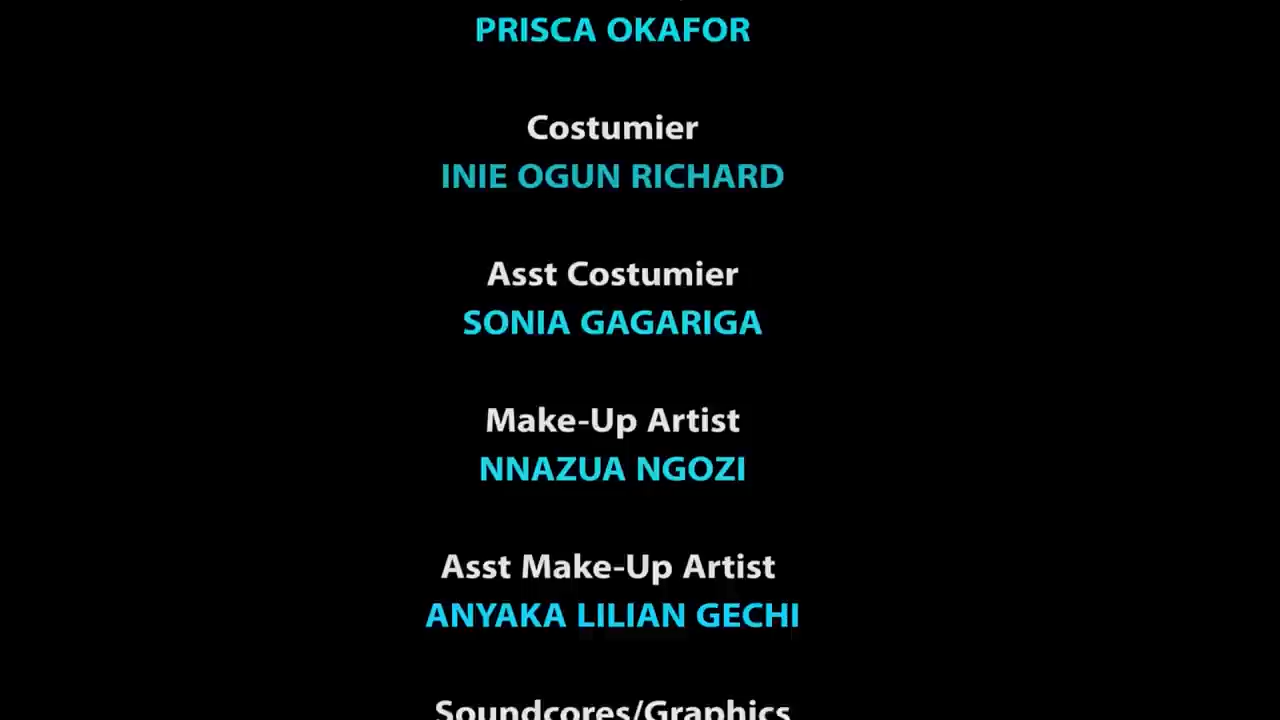 PRISCA OKAFOR
Costumier
INIE OGUN RICHARD
Asst Costumier
SONIA GAGARIGA
Make-Up Artist
NNAZUA NGOZI
Asst Make-Up Artist
ANYAKA LILIAN GECHI
Soundcores/Graphics